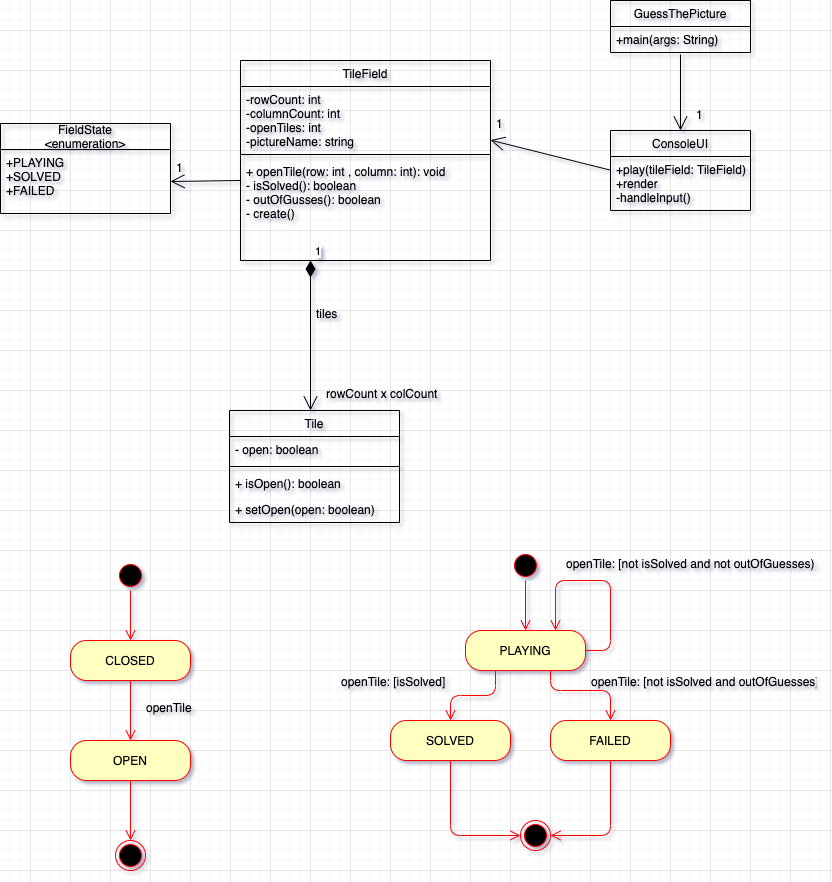 GuessThePicture
+main(args: String)
TileField
-rowCount: int
-columnCount: int
-openTiles: int
-pictureName: string
+ openTile(row: int , column: int): void
- isSolved(): boolean
- outOfGusses(): boolean
- create()
1
FieldState
<enumeration>
+PLAYING
+SOLVED
+FAILED
1
1
1
ConsoleUI
+play(tileField: TileField)
+render
-handleInput()
tiles
rowCount x colCount
Tile
- open: boolean
+ isOpen(): boolean
+ setOpen(open: boolean)
CLOSED
openTile
OPEN
openTile: [not isSolved and not outOfGuesses)
PLAYING
openTile: [isSolved]
openTile: [not isSolved and outOfGuesses]
SOLVED
FAILED